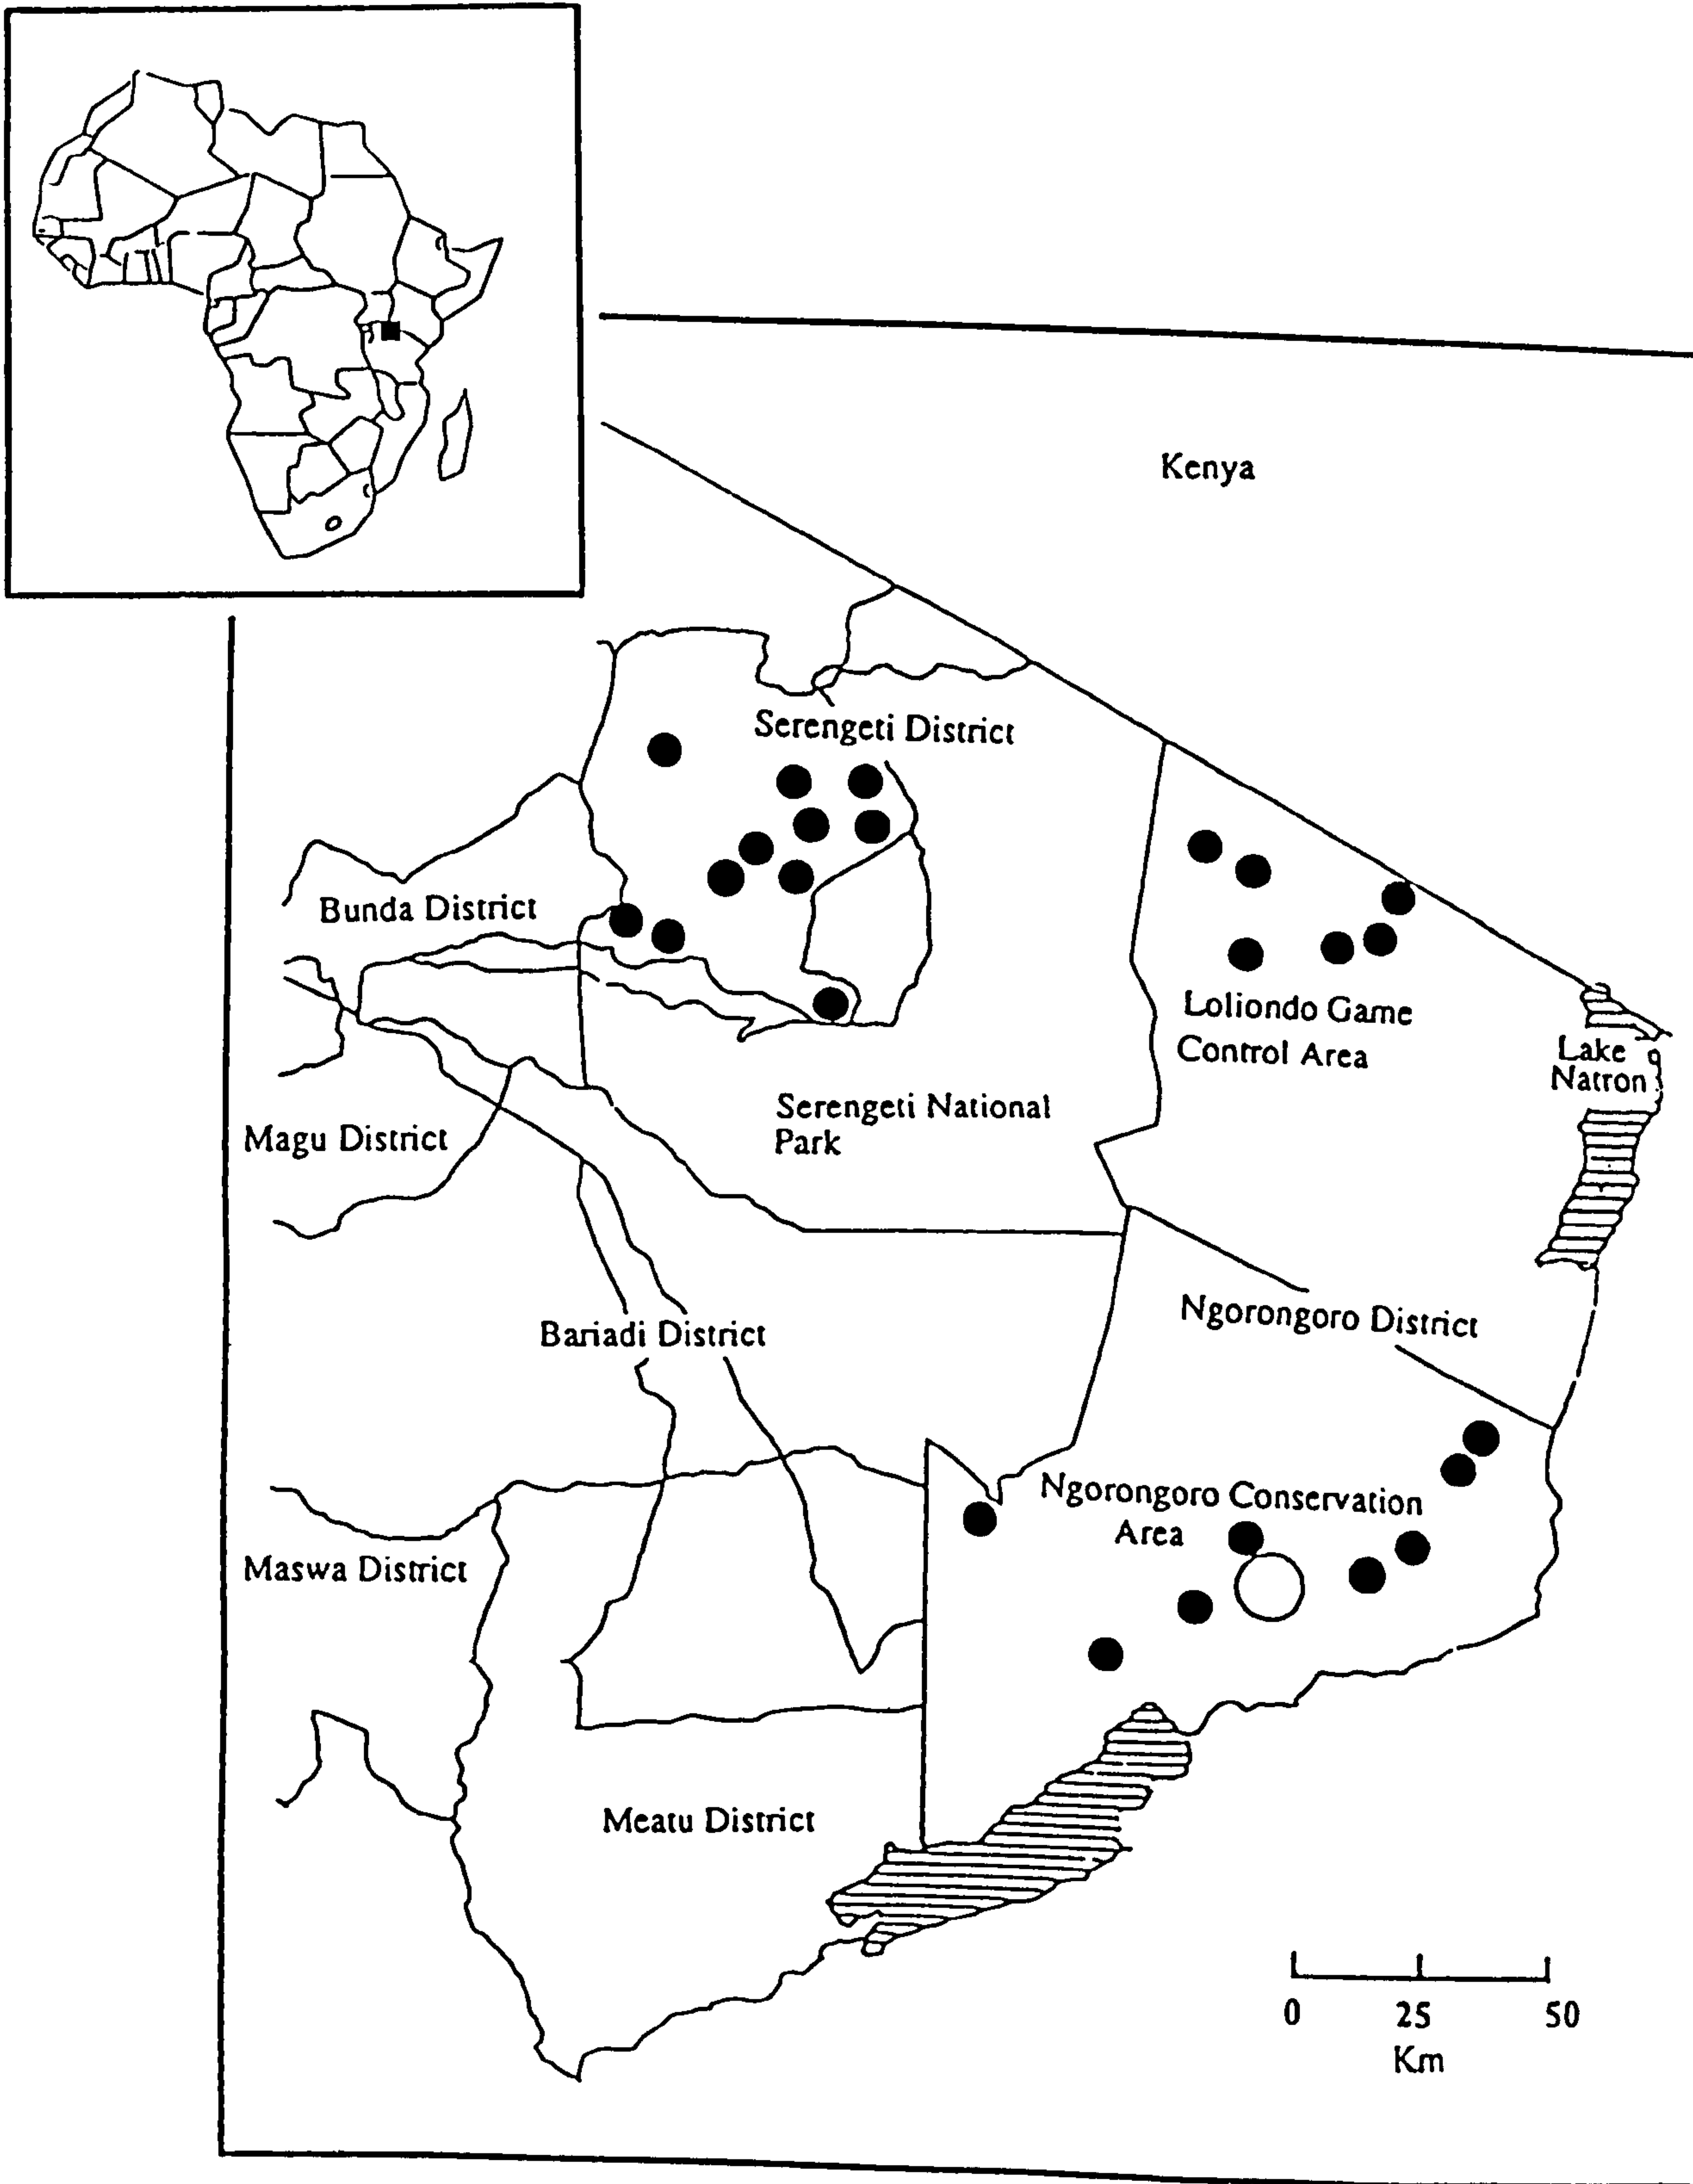 Kenya
Serengeti District
Bunda District
Loliondo Game
Control Area
Lake
Natron
Serengeti National
Park
Magu District
Ngorongoro District
Bariadi District
Ngorongoro Conservation
Area
Maswa District
Meatu District
0 25 50
Km